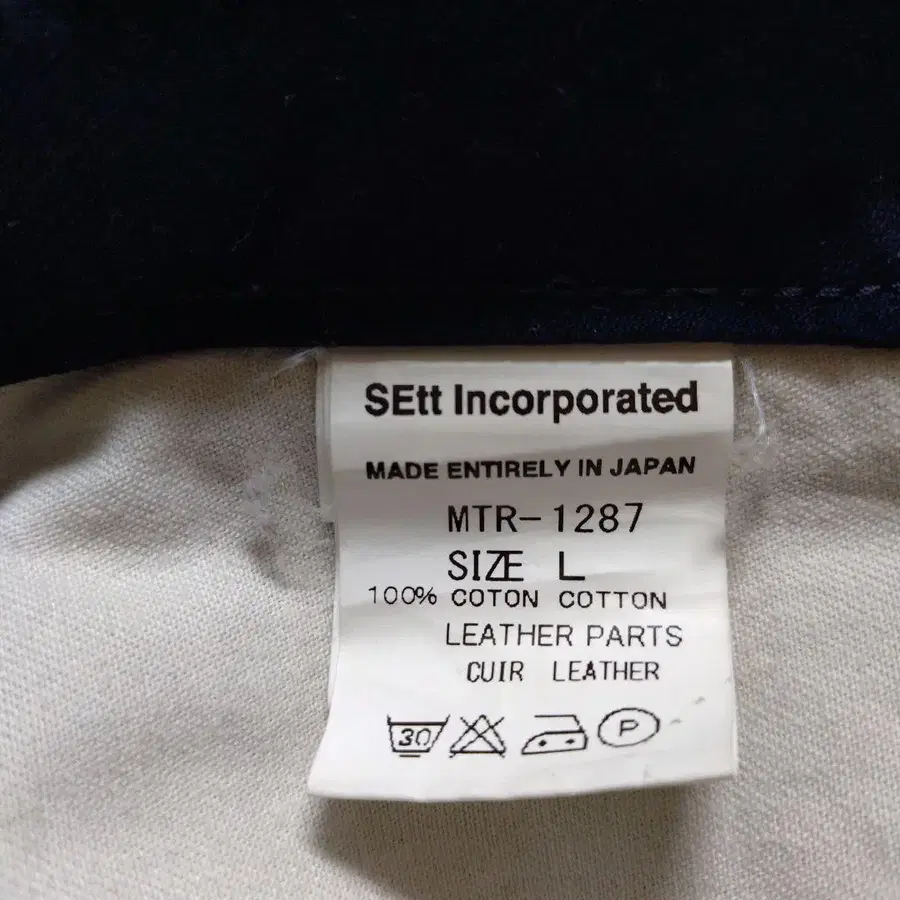 SEtt Incorporated
MADE ENTIRELY IN JAPAN
MTR-1287
SIZE L
100% COTON COTTON
LEATHER PARTS
CUIR LEATHER
30 P